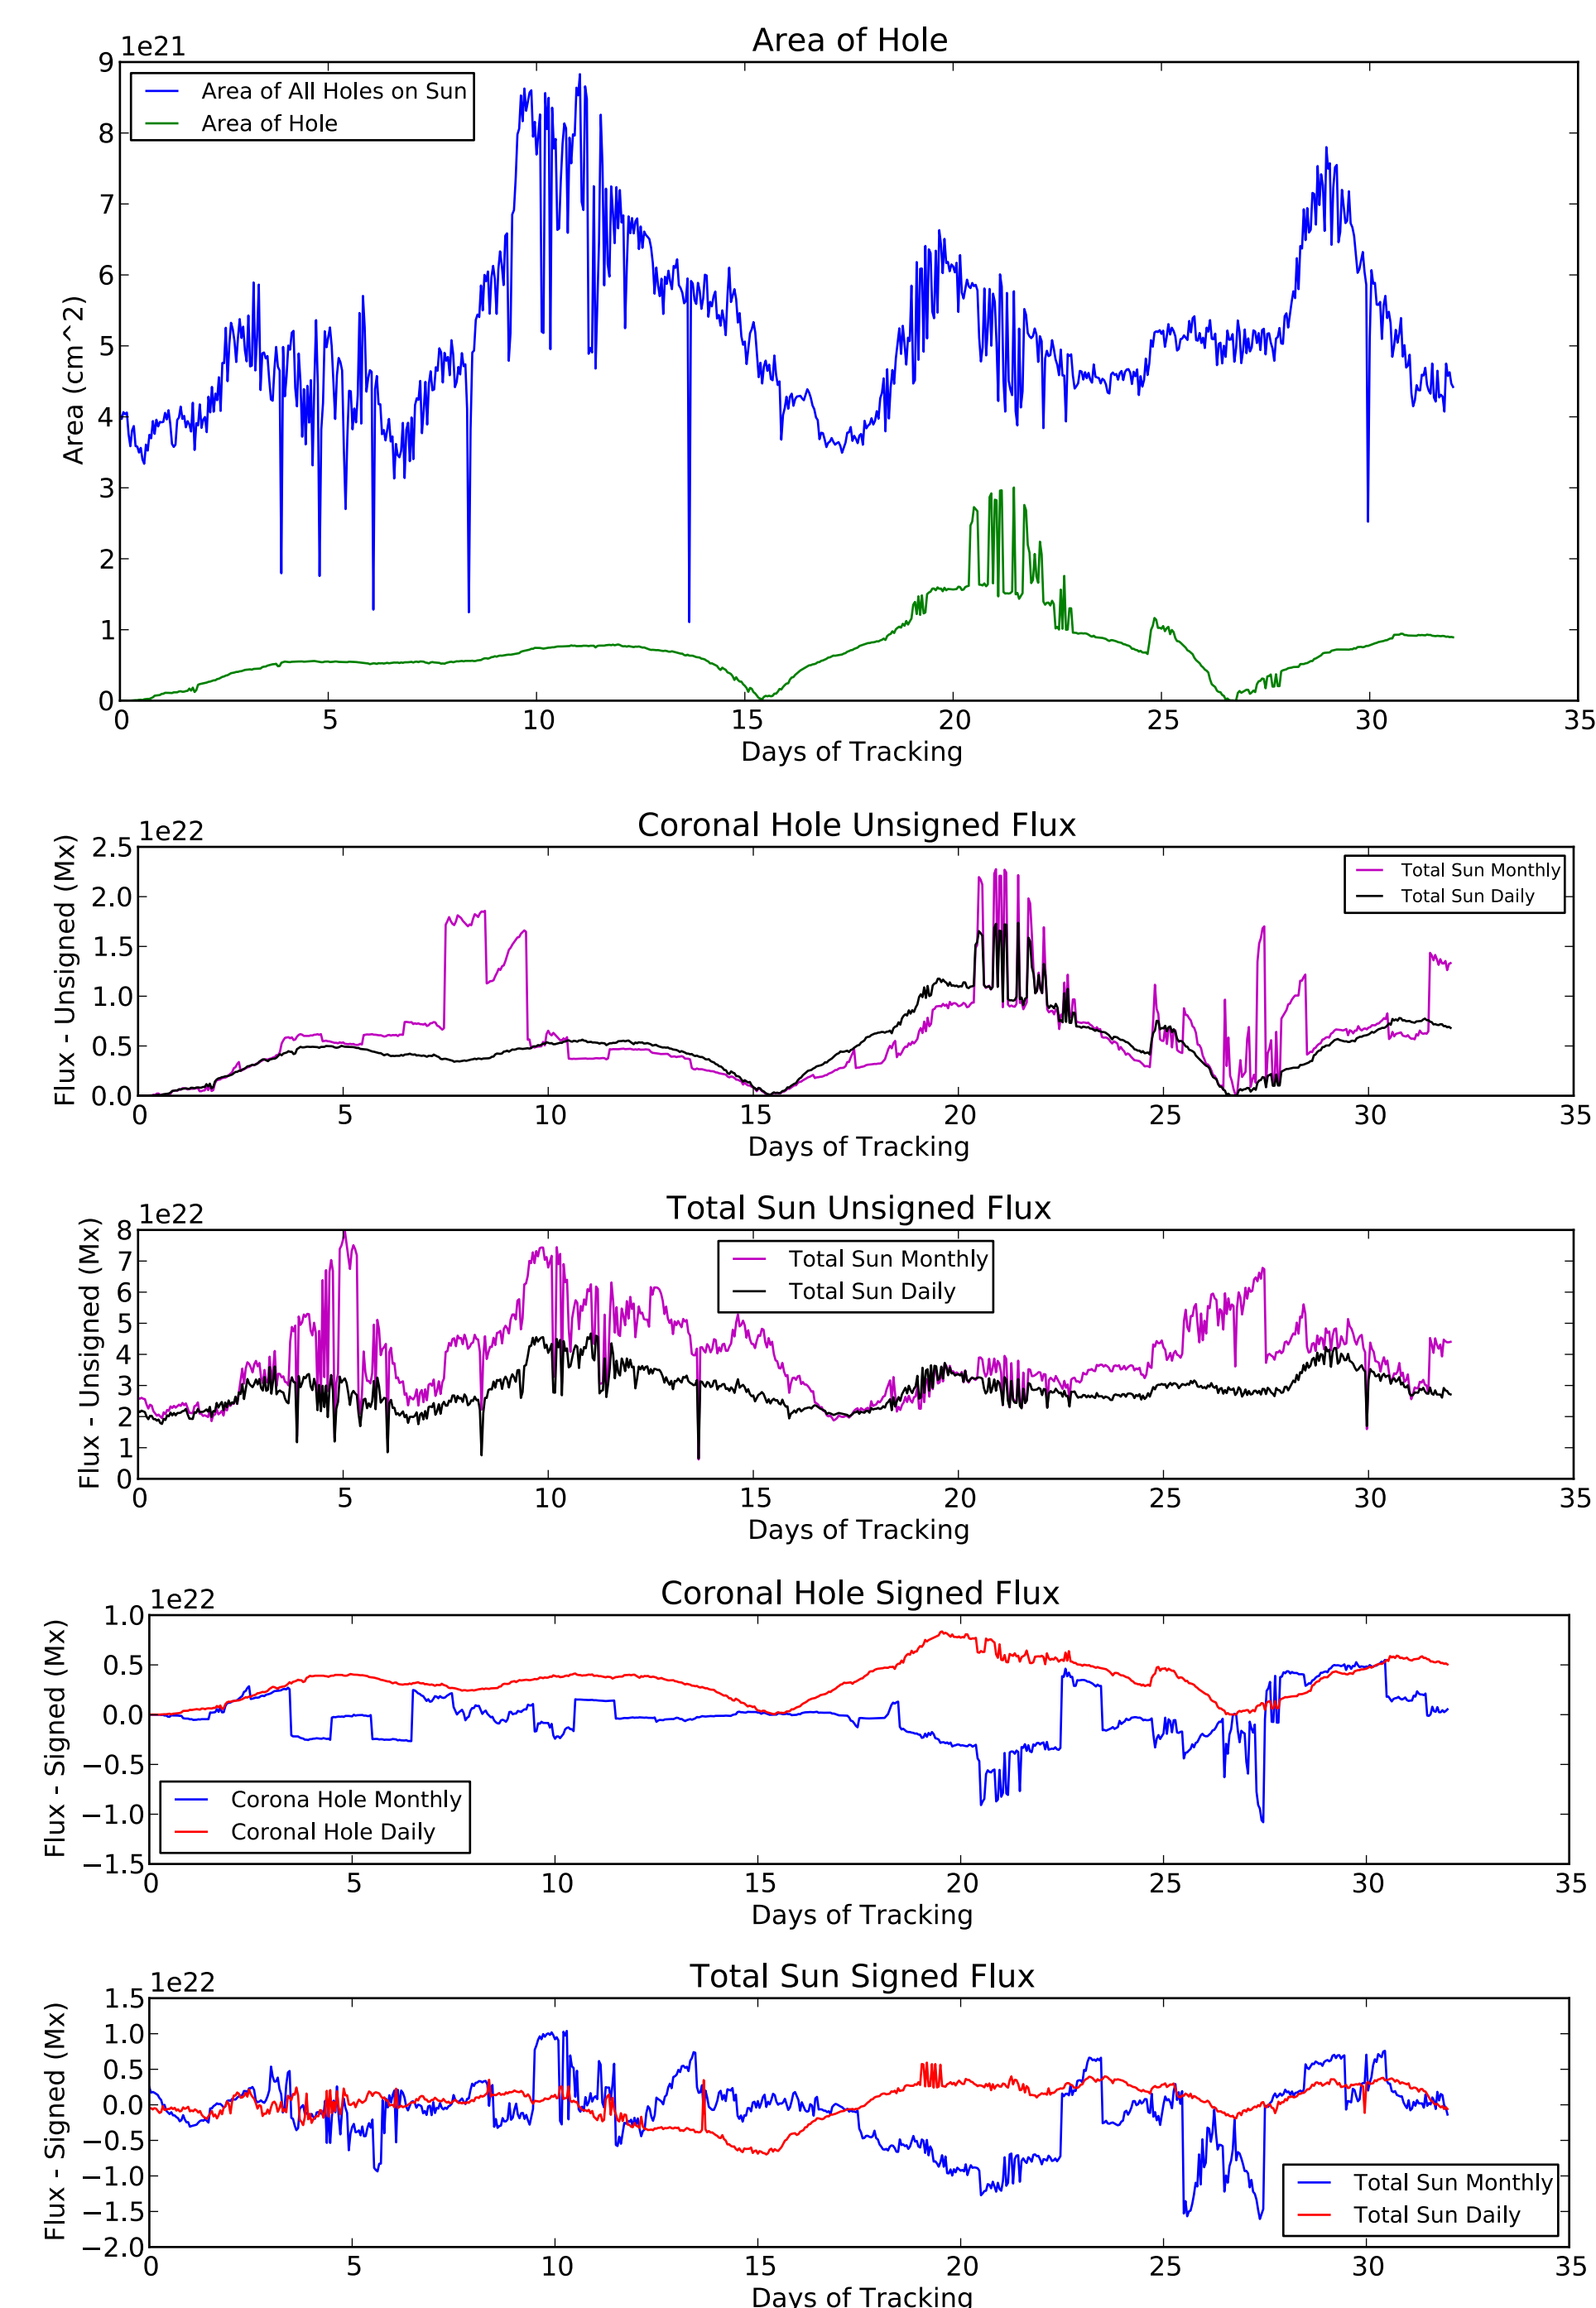 Area of Hole
1e21
Area of All Holes on Sun
Area of Hole
Area (cm^2)
9
8
7
6
5
4
3
2
1
0
0 5 10 15 20 25 30 35
Days of Tracking
Coronal Hole Unsigned Flux
1e22
Total Sun Monthly
Total Sun Daily
Flux - Unsigned (Mx)
2.5
2.0
1.5
1.0
0.5
0.0
0 5 10 15 20 25 30 35
Days of Tracking
Total Sun Unsigned Flux
1e22
Total Sun Monthly
Total Sun Daily
Flux - Unsigned (Mx)
8
7
6
5
4
3
2
1
0
0 5 10 15 20 25 30 35
Days of Tracking
Coronal Hole Signed Flux
1e22
Flux - Signed (Mx)
1.0
0.5
0.0
−0.5
−1.0
−1.5
Corona Hole Monthly
Coronal Hole Daily
0 5 10 15 20 25 30 35
Days of Tracking
Total Sun Signed Flux
1e22
Flux - Signed (Mx)
1.5
1.0
0.5
0.0
−0.5
−1.0
−1.5
−2.0
Total Sun Monthly
Total Sun Daily
0 5 10 15 20 25 30 35
Days of Tracking